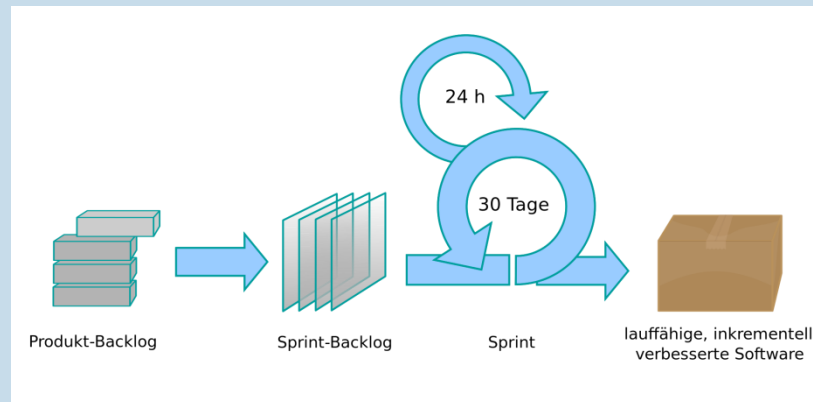 24 h
30 Tage
Produkt-Backlog
Sprint-Backlog
Sprint
lauffähige, inkrementell
verbesserte Software